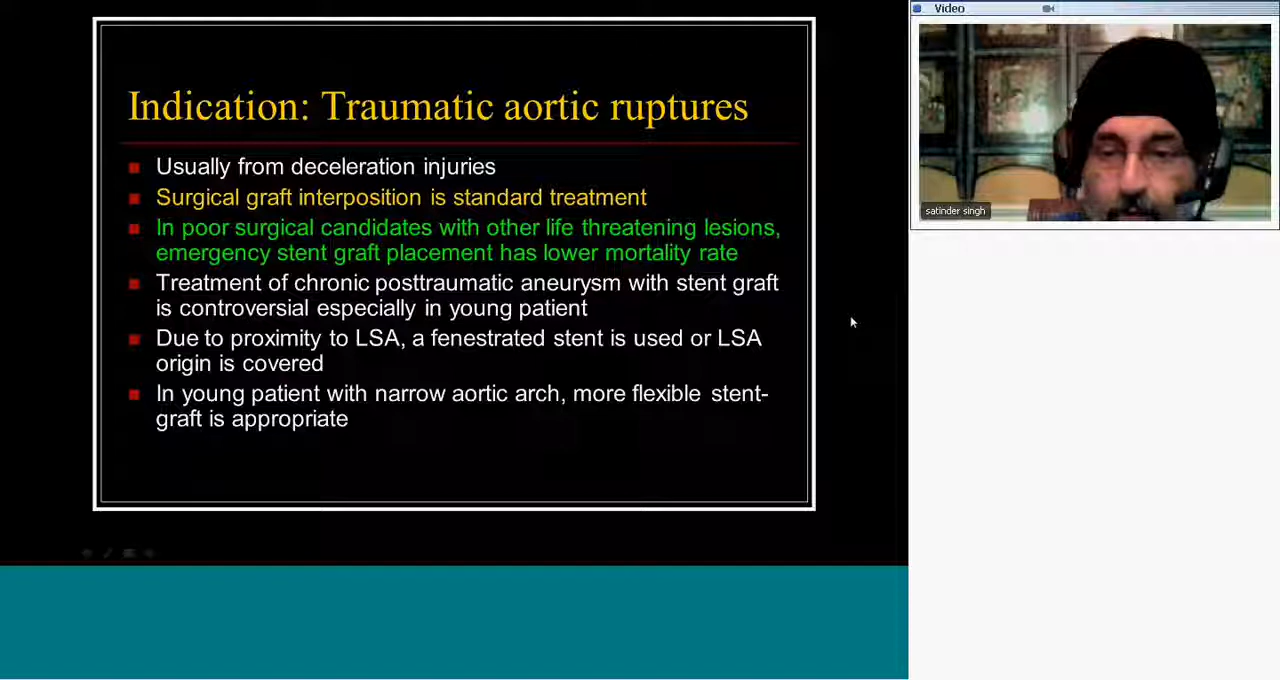 Indication: Traumatic aortic ruptures
Usually from deceleration injuries
Surgical graft interposition is standard treatment
In poor surgical candidates with other life threatening lesions,
emergency stent graft placement has lower mortality rate
Treatment of chronic posttraumatic aneurysm with stent graft
is controversial especially in young patient
Due to proximity to LSA, a fenestrated stent is used or LSA
origin is covered
In young patient with narrow aortic arch, more flexible stent-
graft is appropriate
Video
satinder singh